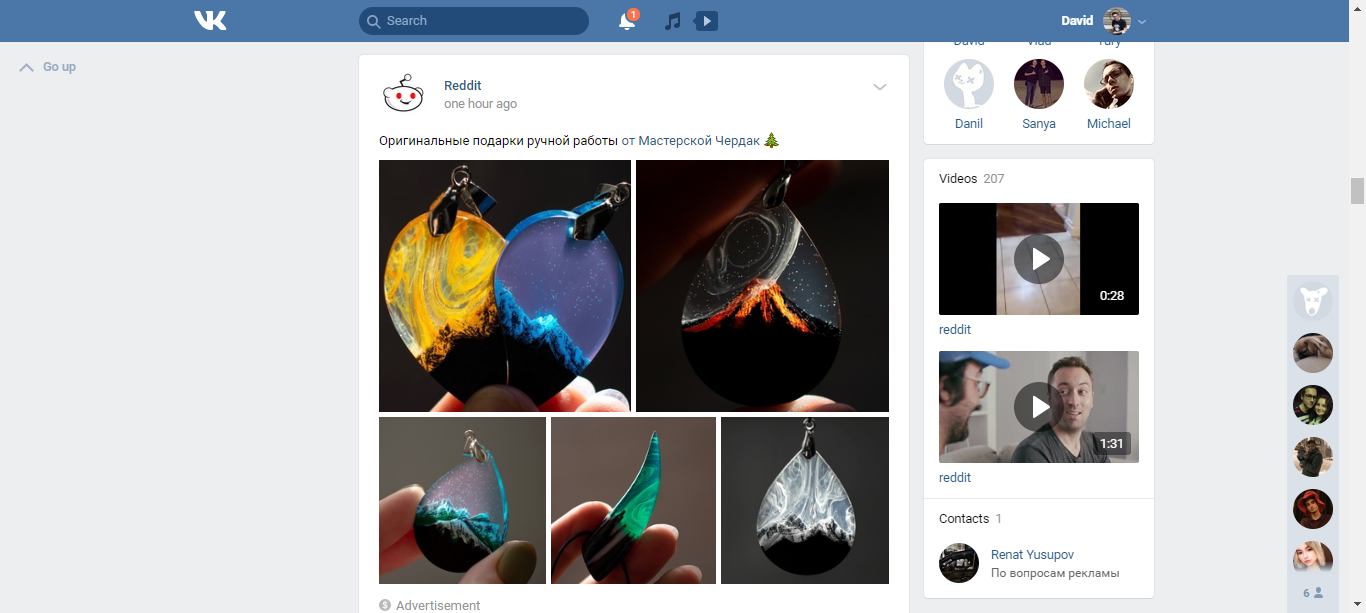 VK
Search
1
David
Go up
Reddit
one hour ago
Оригинальные подарки ручной работы от Мастерской Чердак
Advertisement
David Vlad Yury
Danil Sanya Michael
Videos 207
0:28
reddit
1:31
reddit
Contacts 1
Renat Yusupov
По вопросам рекламы
6